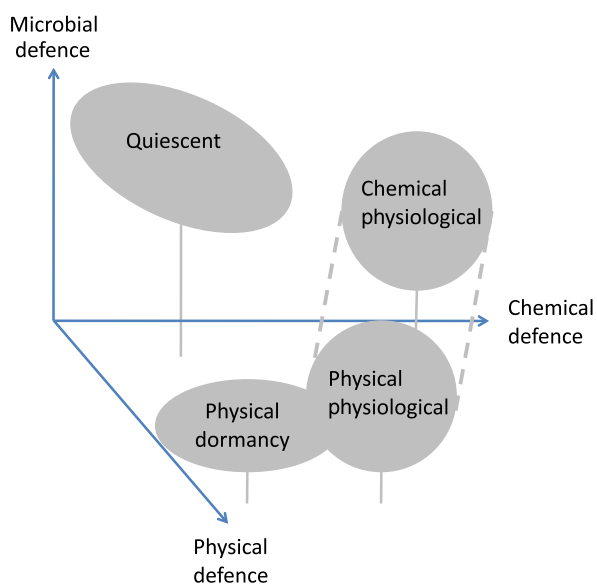 Microbial
defence
Quiescent
Chemical
physiological
Chemical
defence
Physical
physiological
Physical
dormancy
Physical
defence